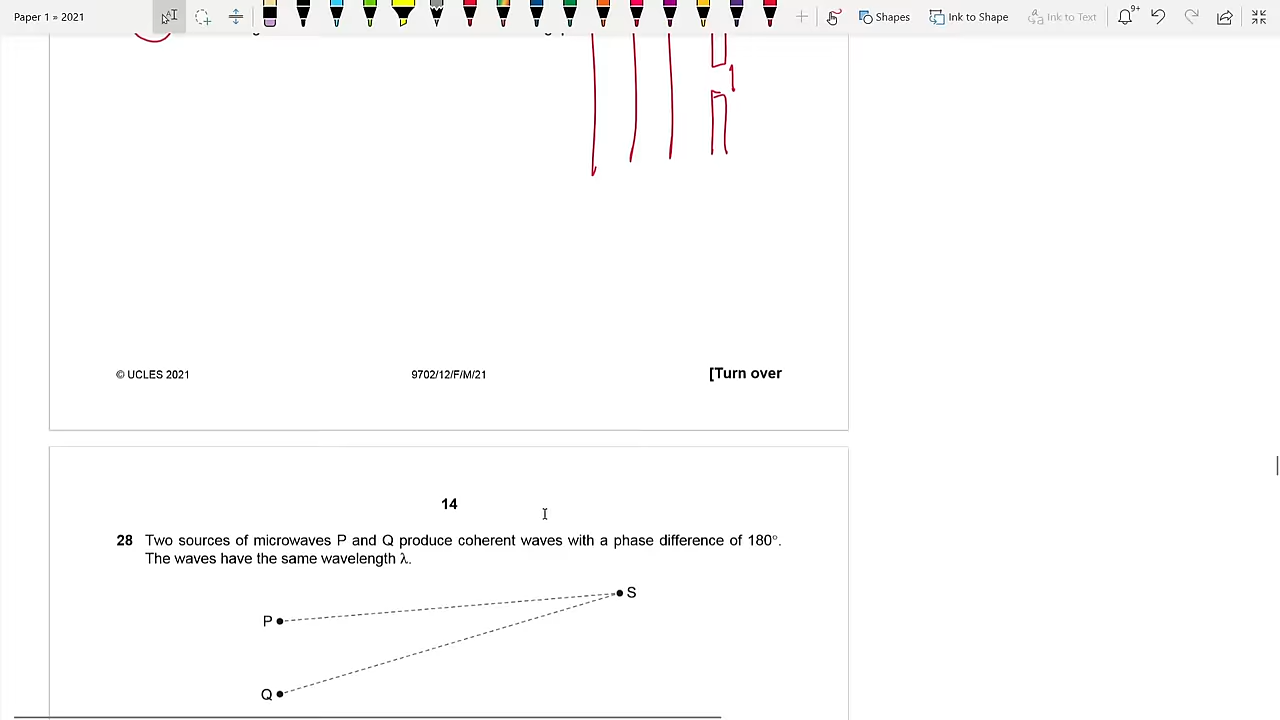 Paper 1 » 2021
Shapes
Ink to Shape
Ink to Text
9+
© UCLES 2021
9702/12/F/M/21
[Turn over
14
28 Two sources of microwaves P and Q produce coherent waves with a phase difference of 180°.
The waves have the same wavelength λ.
S
P
Q